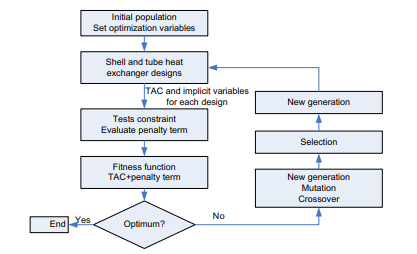 Initial population
Set optimization variables
Shell and tube heat
exchanger designs
TAC and implicit variables
for each design
Tests constraint
Evaluate penalty term
Fitness function
TAC+penalty term
Optimum?
Yes
End
No
New generation
Mutation
Crossover
Selection
New generation